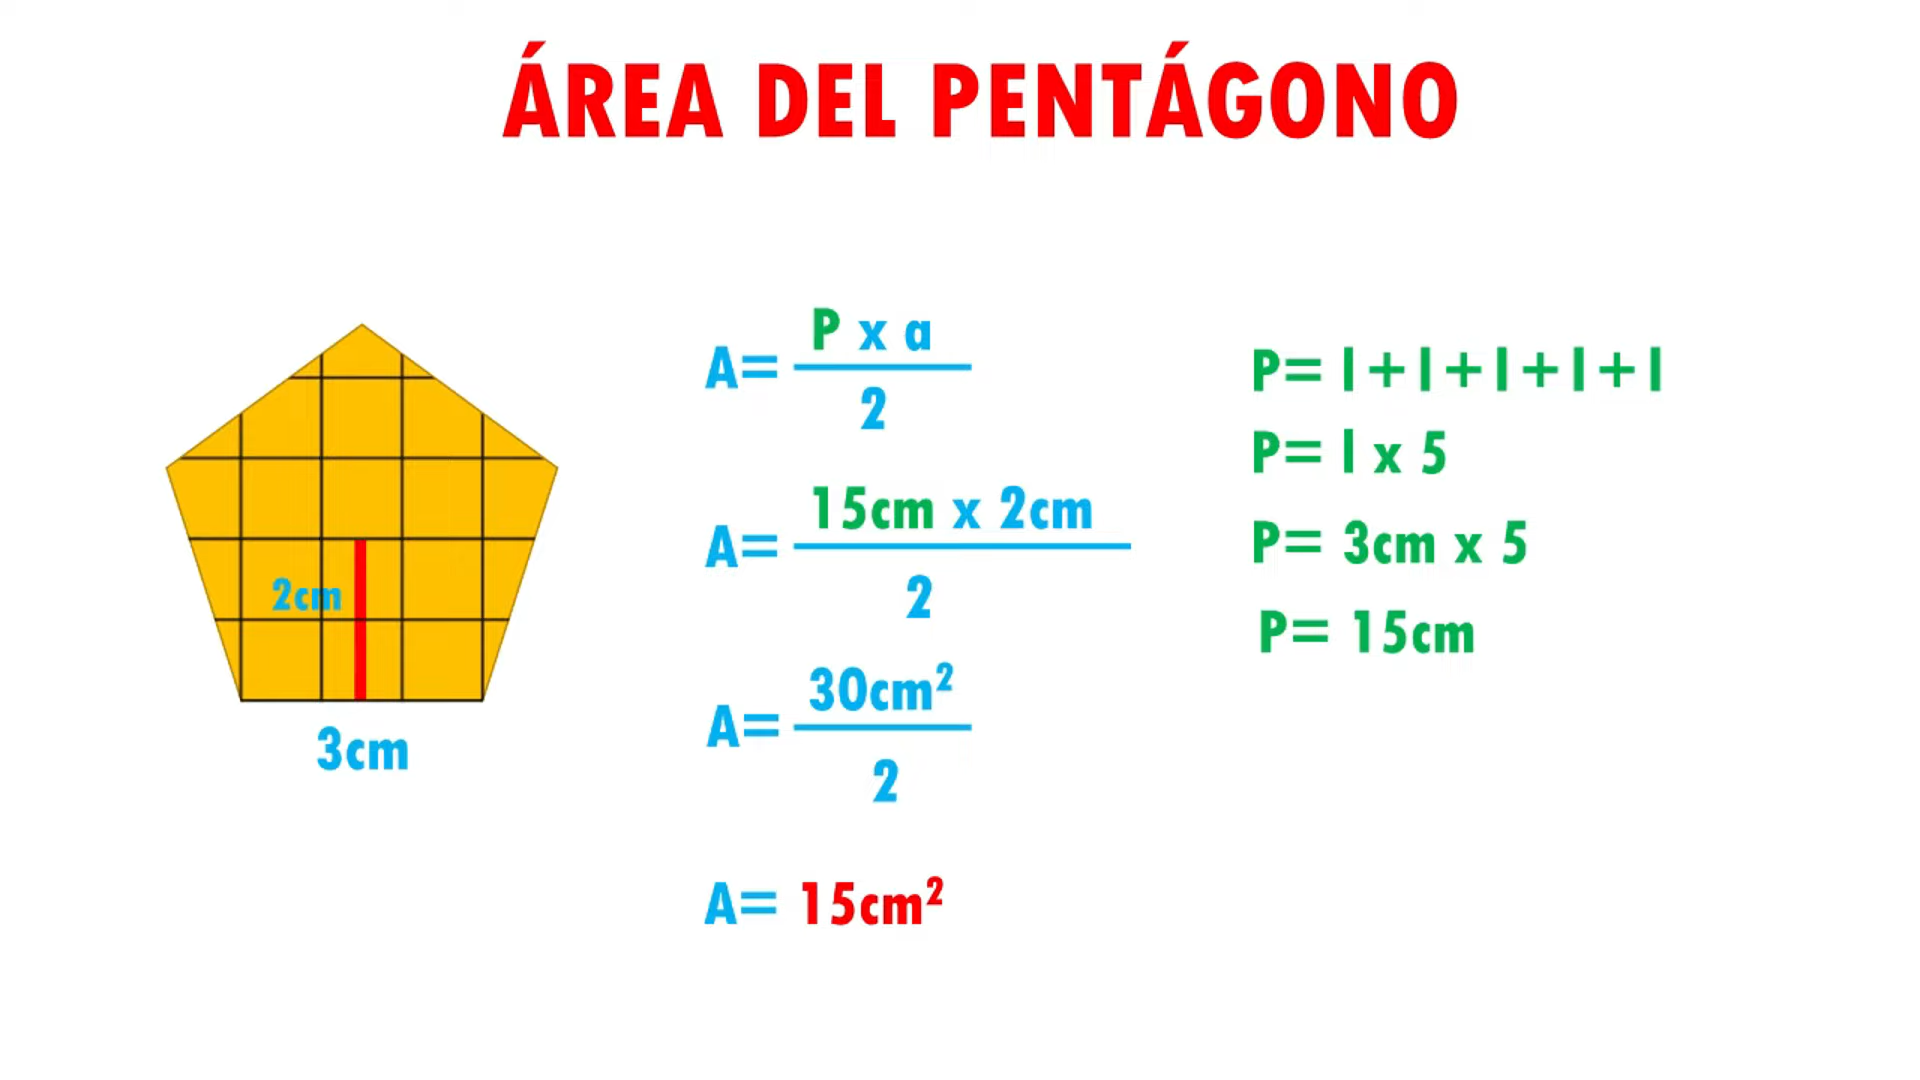 ÁREA DEL PENTÁGONO
2cm
3cm
A= P x a
2
A= 15cm x 2cm
2
A= 30cm²
2
A= 15cm²
P= l+l+l+l+l
P= l x 5
P= 3cm x 5
P= 15cm